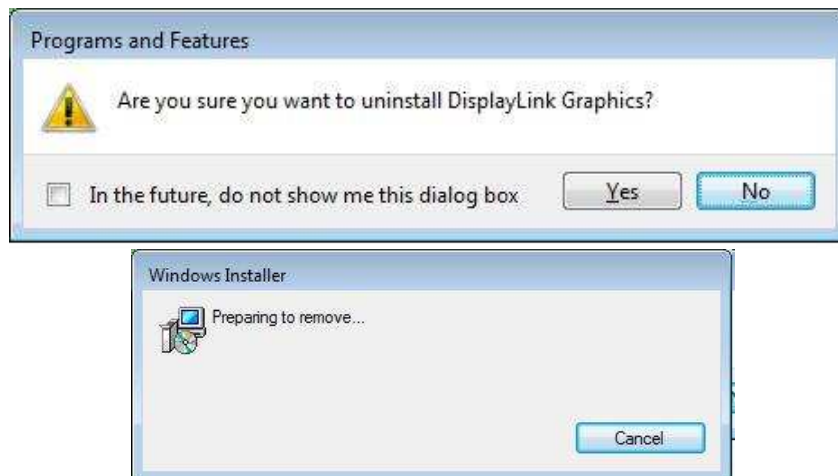 Programs and Features
Are you sure you want to uninstall DisplayLink Graphics?
In the future, do not show me this dialog box
Yes
No
Windows Installer
Preparing to remove...
Cancel